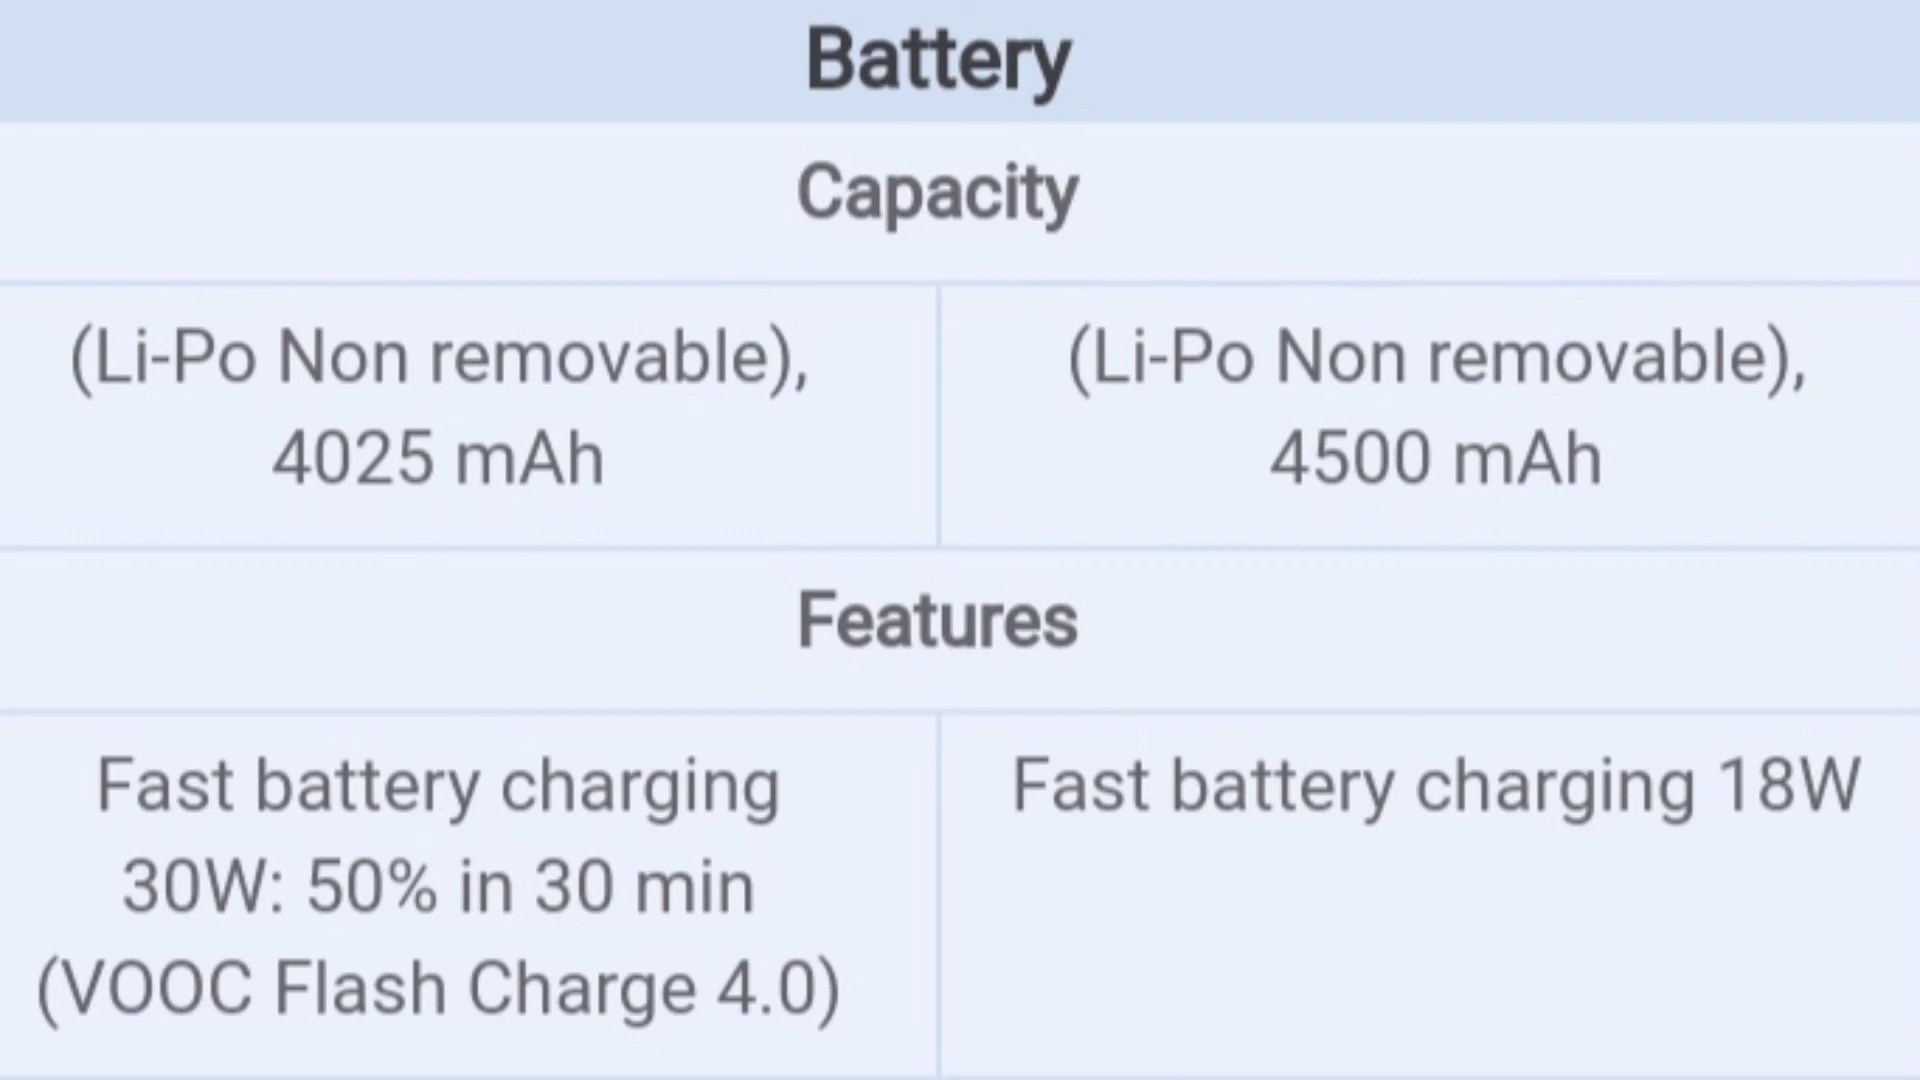 Battery
Capacity
(Li-Po Non removable),
4025 mAh
(Li-Po Non removable),
4500 mAh
Features
Fast battery charging
30W: 50% in 30 min
(VOOC Flash Charge 4.0)
Fast battery charging 18W